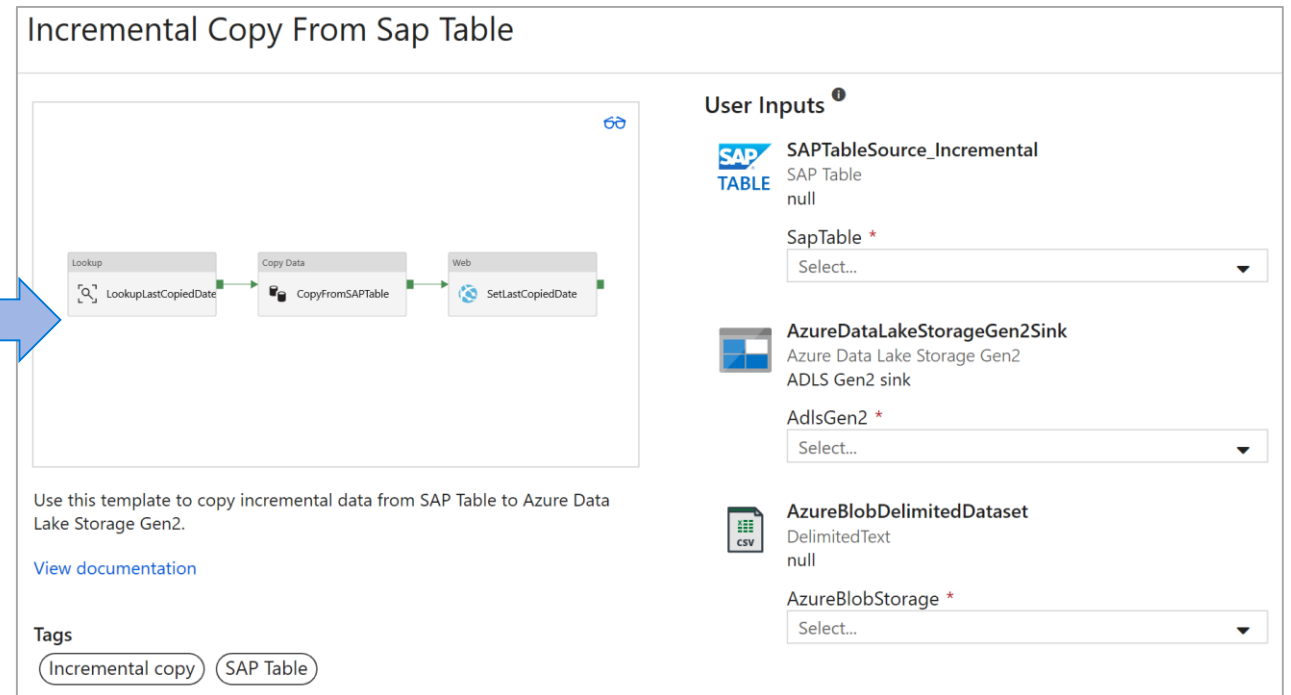 Incremental Copy From Sap Table
Lookup
LookupLastCopiedDate
Copy Data
CopyFromSAPTable
Web
SetLastCopiedDate
Use this template to copy incremental data from SAP Table to Azure Data
Lake Storage Gen2.
View documentation
Tags
Incremental copy
SAP Table
User Inputs
SAP
TABLE
SAPTableSource_Incremental
SAP Table
null
SapTable *
Select...
AzureDataLakeStorageGen2Sink
Azure Data Lake Storage Gen2
ADLS Gen2 sink
AdlsGen2 *
Select...
CSV
AzureBlobDelimitedDataset
DelimitedText
null
AzureBlobStorage *
Select...